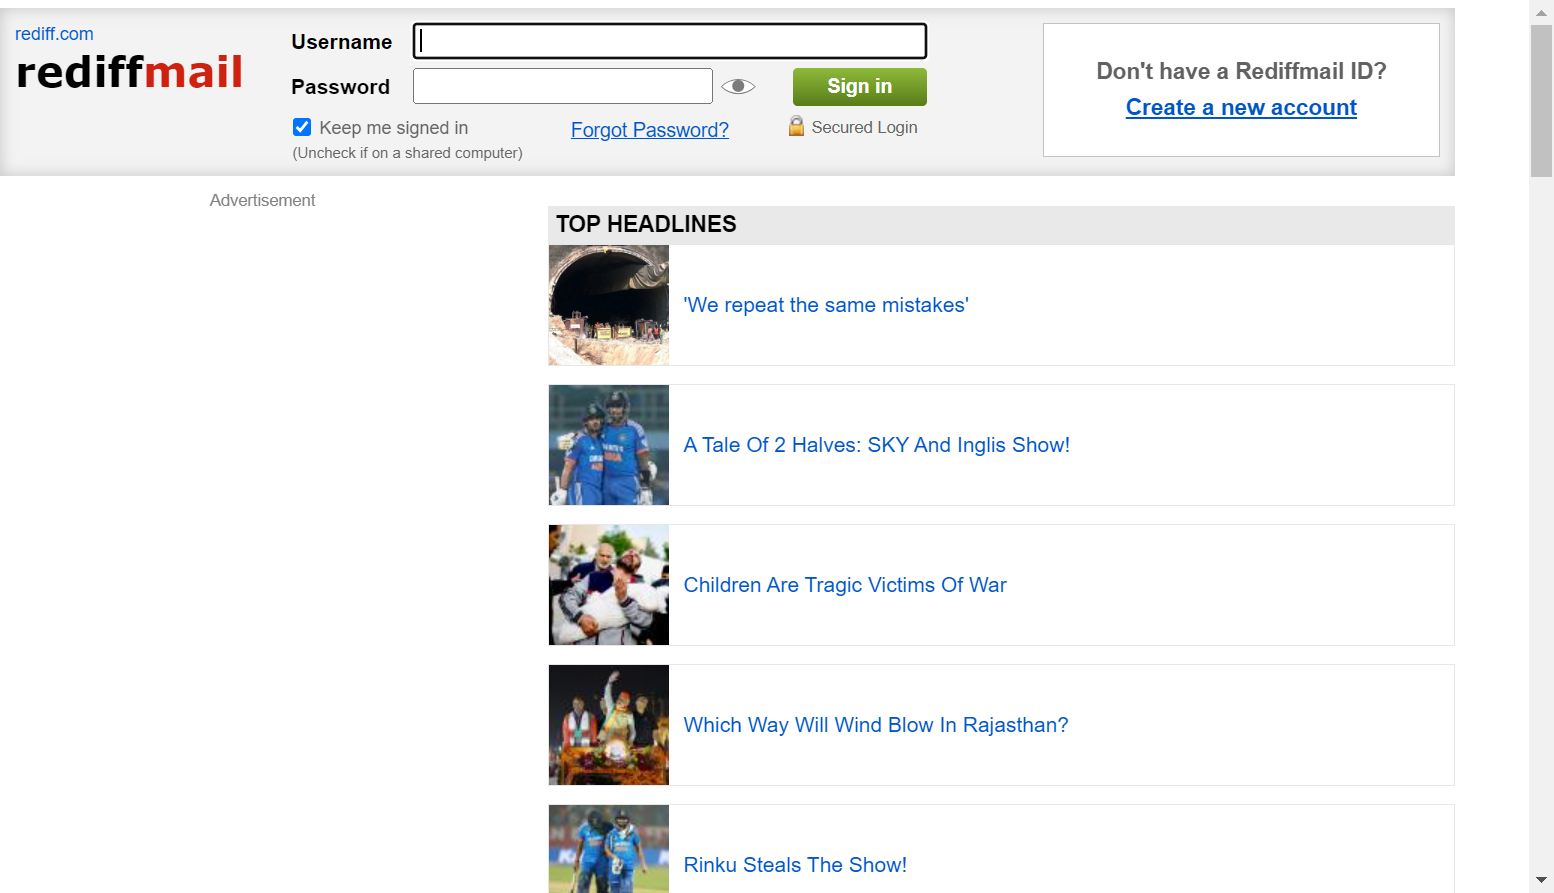 rediff.com
rediffmail
Username
Password
Sign in
Keep me signed in
(Uncheck if on a shared computer)
Forgot Password?
Secured Login
Don't have a Rediffmail ID?
Create a new account
Advertisement
TOP HEADLINES
'We repeat the same mistakes'
A Tale Of 2 Halves: SKY And Inglis Show!
Children Are Tragic Victims Of War
Which Way Will Wind Blow In Rajasthan?
Rinku Steals The Show!